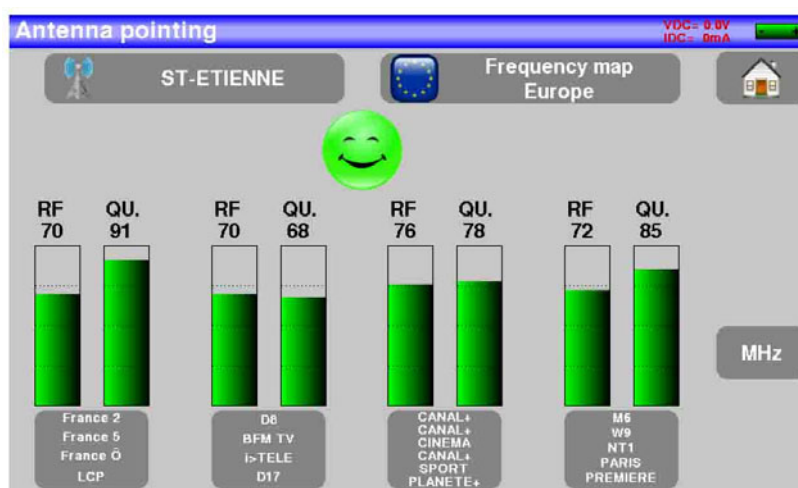 Antenna pointing
VDC= 0.0V
IDC= 0mA
- +
ST-ETIENNE
Frequency map
Europe
RF QU. RF QU. RF QU. RF QU.
70 91 70 68 76 78 72 85
MHz
France 2
France 5
France Ö
LCP
D8
BFM TV
i>TELE
D17
CANAL+
CANAL+
CINEMA
CANAL+
SPORT
PLANETE+
M6
W9
NT1
PARIS
PREMIERE